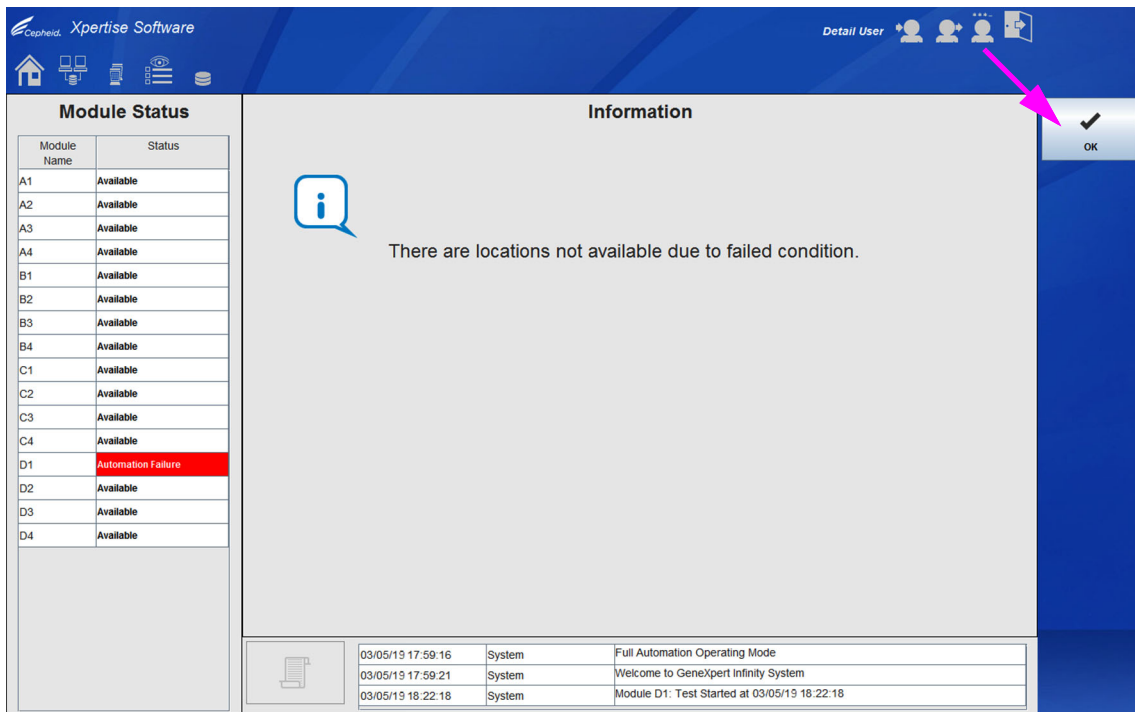 Cepheid. Xpertise Software
Detail User
Module Status
Module Name Status
A1 Available
A2 Available
A3 Available
A4 Available
B1 Available
B2 Available
B3 Available
B4 Available
C1 Available
C2 Available
C3 Available
C4 Available
D1 Automation Failure
D2 Available
D3 Available
D4 Available
Information
i
There are locations not available due to failed condition.
OK
03/05/19 17:59:16 System Full Automation Operating Mode
03/05/19 17:59:21 System Welcome to GeneXpert Infinity System
03/05/19 18:22:18 System Module D1: Test Started at 03/05/19 18:22:18